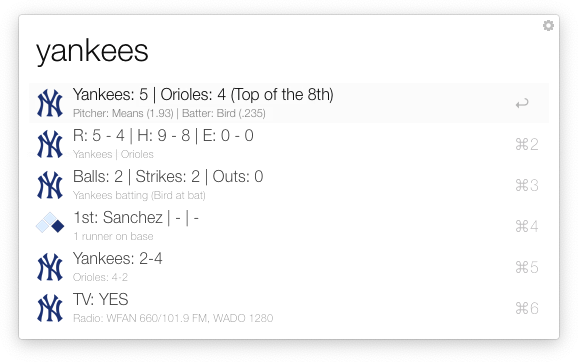 yankees
Yankees: 5 | Orioles: 4 (Top of the 8th)
Pitcher: Means (1.93) | Batter: Bird (.235)
R: 5 - 4 | H: 9 - 8 | E: 0 - 0
⌘2
Yankees | Orioles
Balls: 2 | Strikes: 2 | Outs: 0
⌘3
Yankees batting (Bird at bat)
1st: Sanchez | - | -
⌘4
1 runner on base
Yankees: 2-4
⌘5
Orioles: 4-2
TV: YES
⌘6
Radio: WFAN 660/101.9 FM, WADO 1280